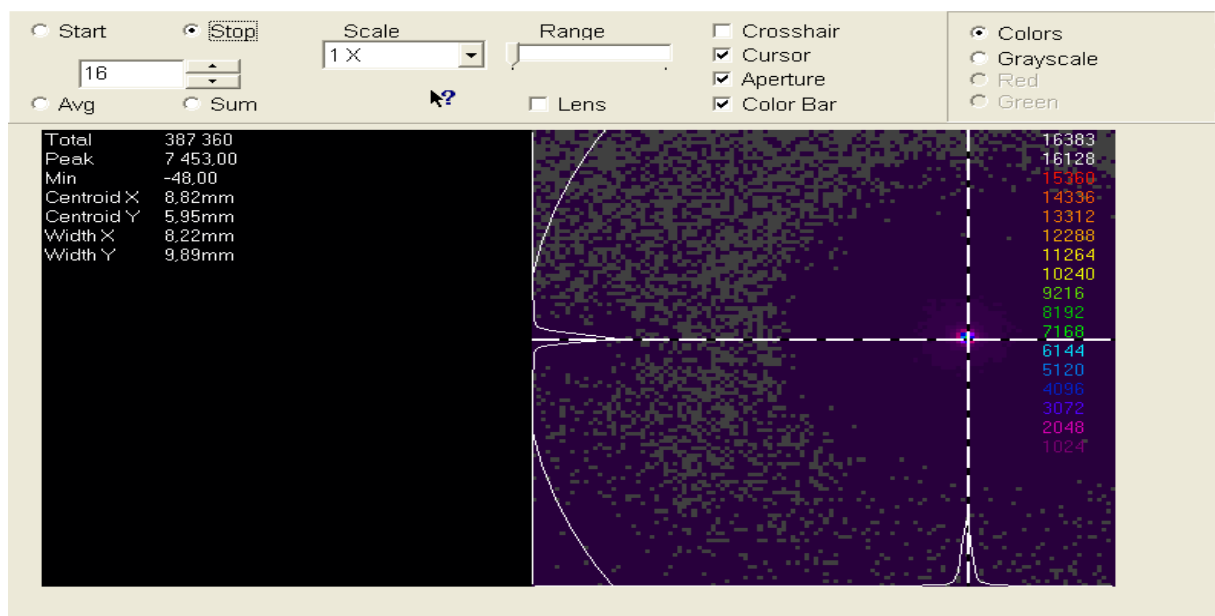 Start Stop Scale Range Crosshair Colors
1 X Cursor Grayscale
16 Aperture Red
Avg Sum ? Lens Color Bar Green
Total 387 360 16383
Peak 7 453,00 16128
Min -48,00 15360
Centroid X 8,82mm 14336
Centroid Y 5,95mm 13312
Width X 8,22mm 12288
Width Y 9,89mm 11264
10240
9216
8192
7168
6144
5120
4096
3072
2048
1024